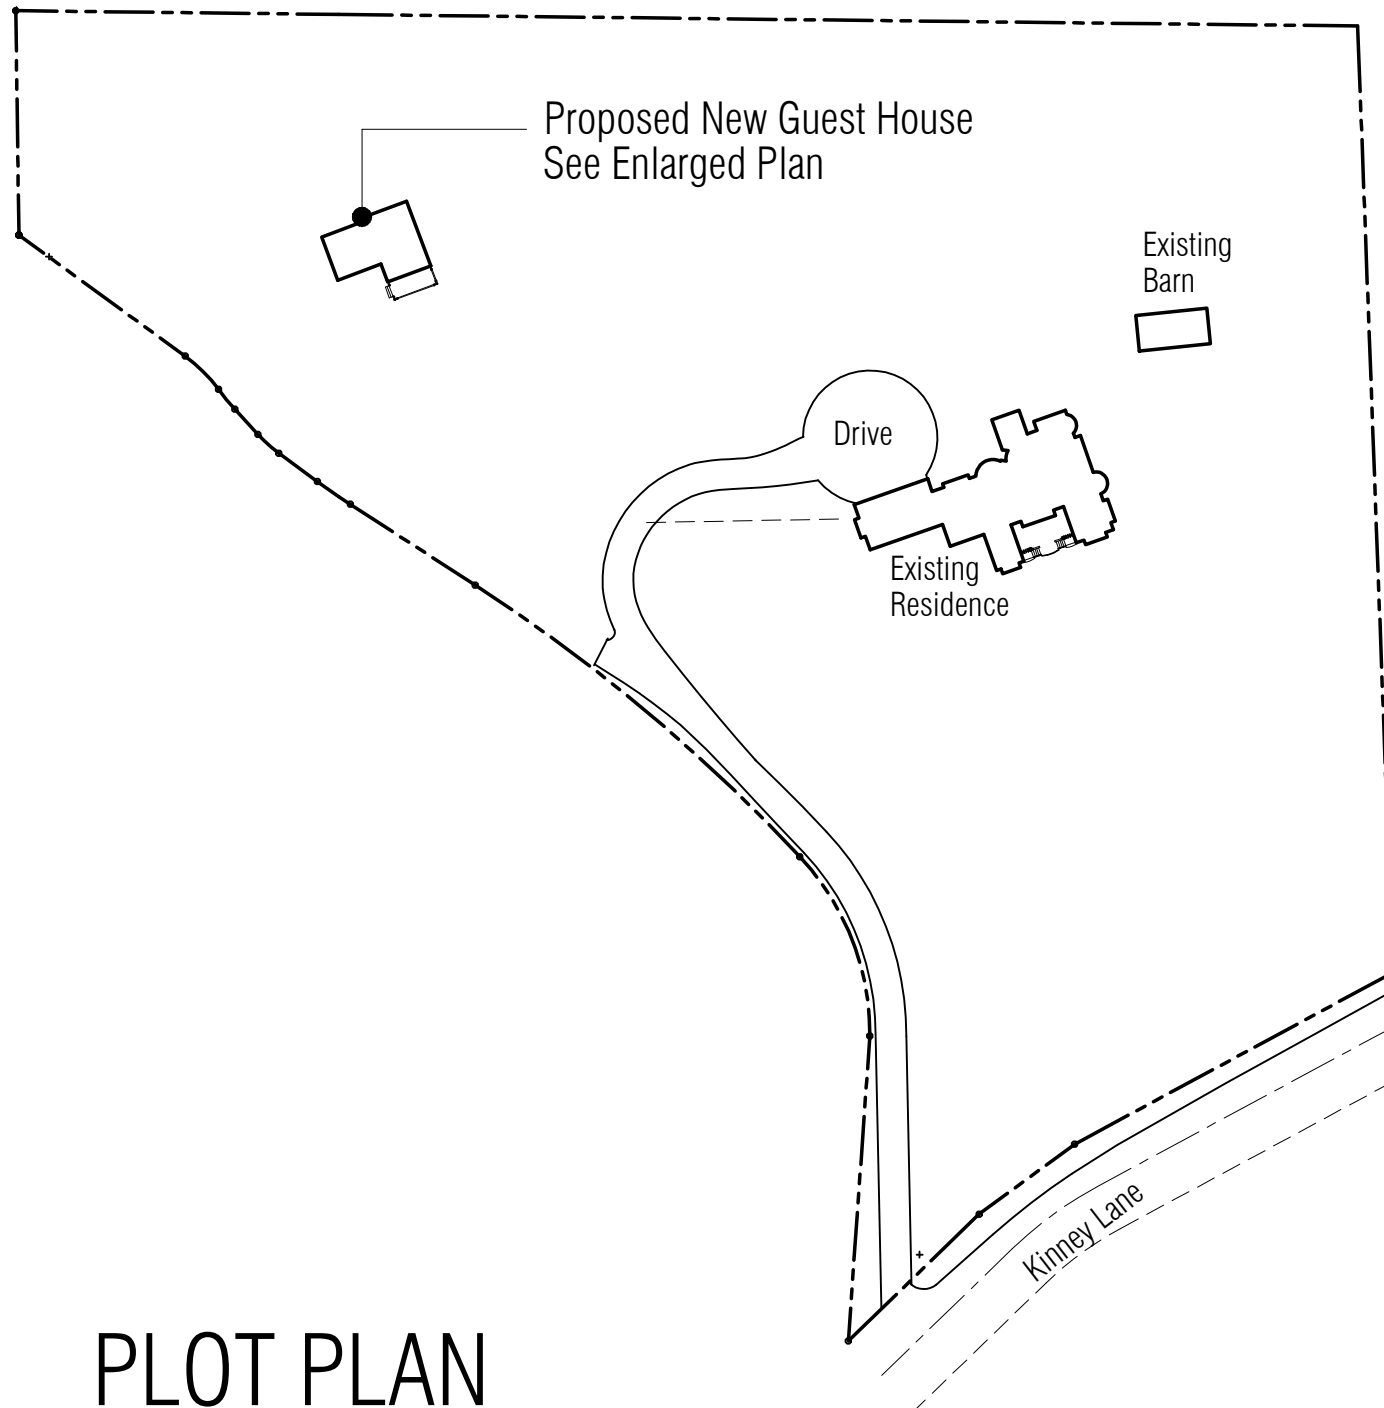 Proposed New Guest House
See Enlarged Plan
Existing
Barn
Drive
Existing
Residence
Kinney Lane
PLOT PLAN